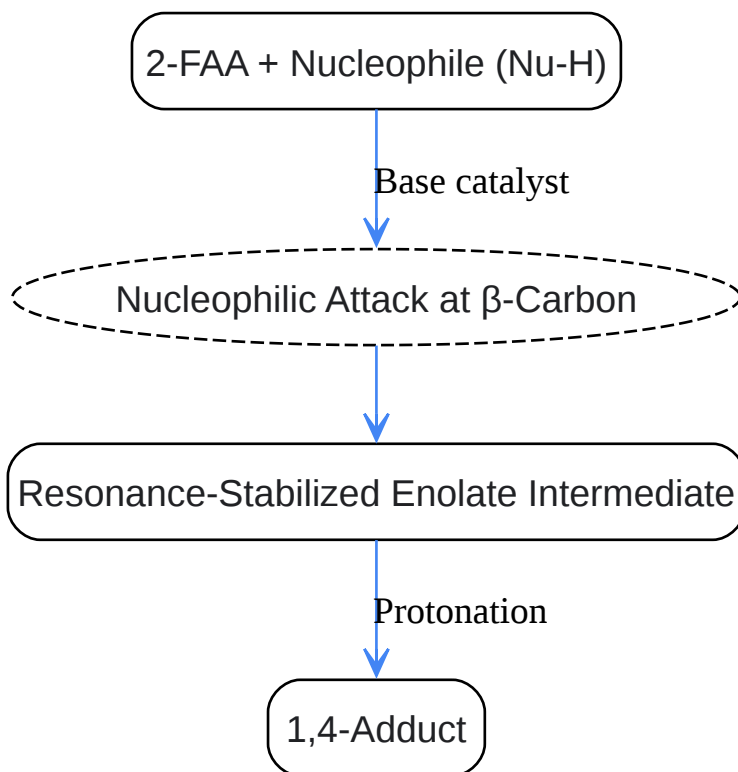 2-FAA + Nucleophile (Nu-H)
Base catalyst
Nucleophilic Attack at β-Carbon
Resonance-Stabilized Enolate Intermediate
Protonation
1,4-Adduct